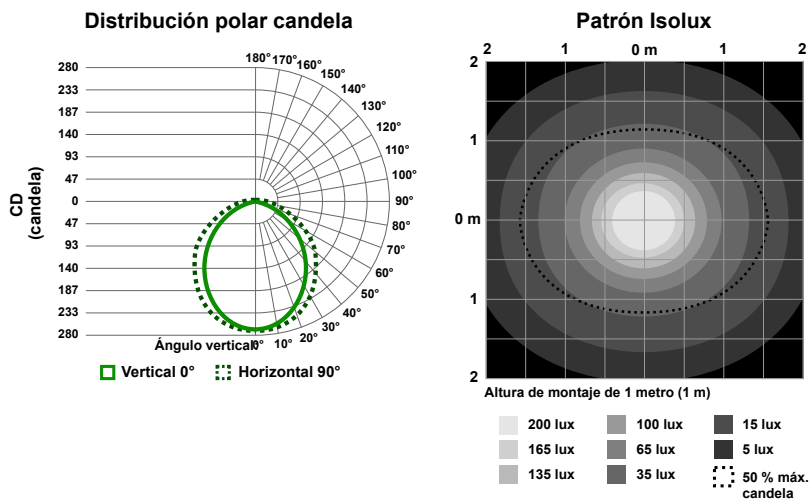 Distribución polar candela
180°
170°
160°
150°
140°
130°
120°
110°
100°
90°
80°
70°
60°
50°
40°
30°
20°
10°
0°
280
233
187
140
93
47
0
47
93
140
187
233
280
CD
(candela)
Ángulo vertical
Vertical 0°
Horizontal 90°
Patrón Isolux
2 1 0 m 1 2
2
1
0 m
1
2
Altura de montaje de 1 metro (1 m)
200 lux
165 lux
135 lux
100 lux
65 lux
35 lux
15 lux
5 lux
50 % máx.
candela